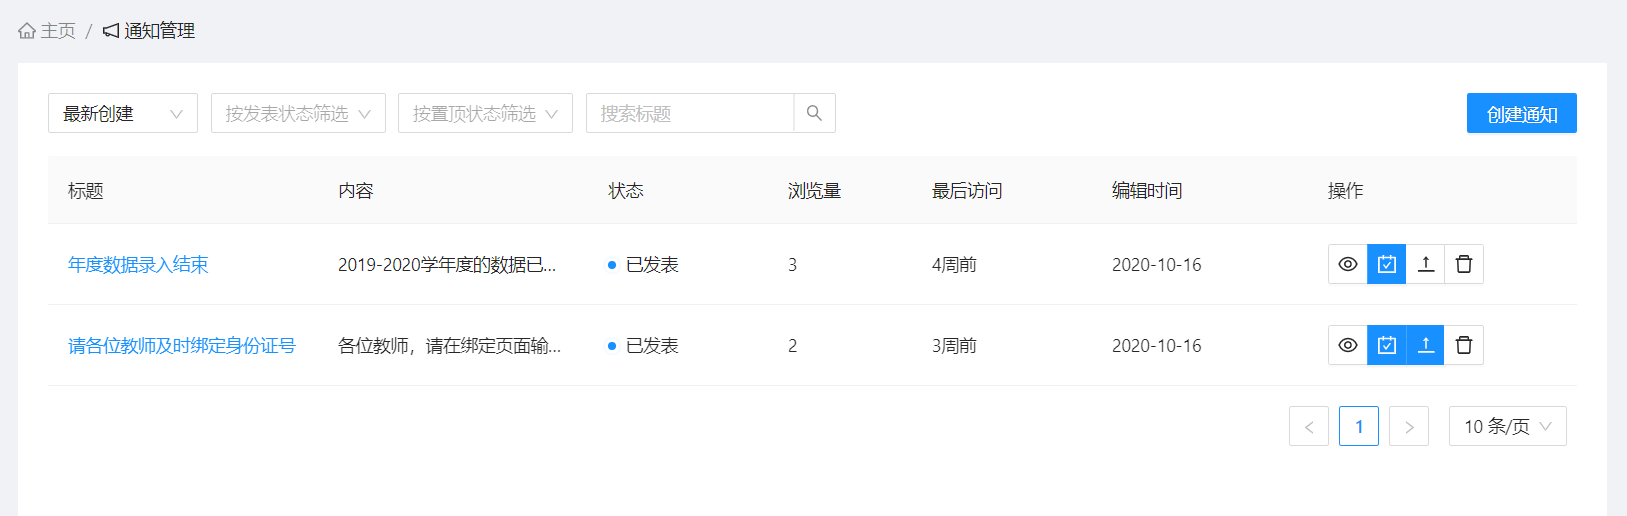 主页 / 通知管理
最新创建 按发表状态筛选 按置顶状态筛选 搜索标题 创建通知
标题 内容 状态 浏览量 最后访问 编辑时间 操作
年度数据录入结束 2019-2020学年度的数据已... 已发表 3 4周前 2020-10-16
请各位教师及时绑定身份证号 各位教师，请在绑定页面输... 已发表 2 3周前 2020-10-16
< 1 > 10 条/页